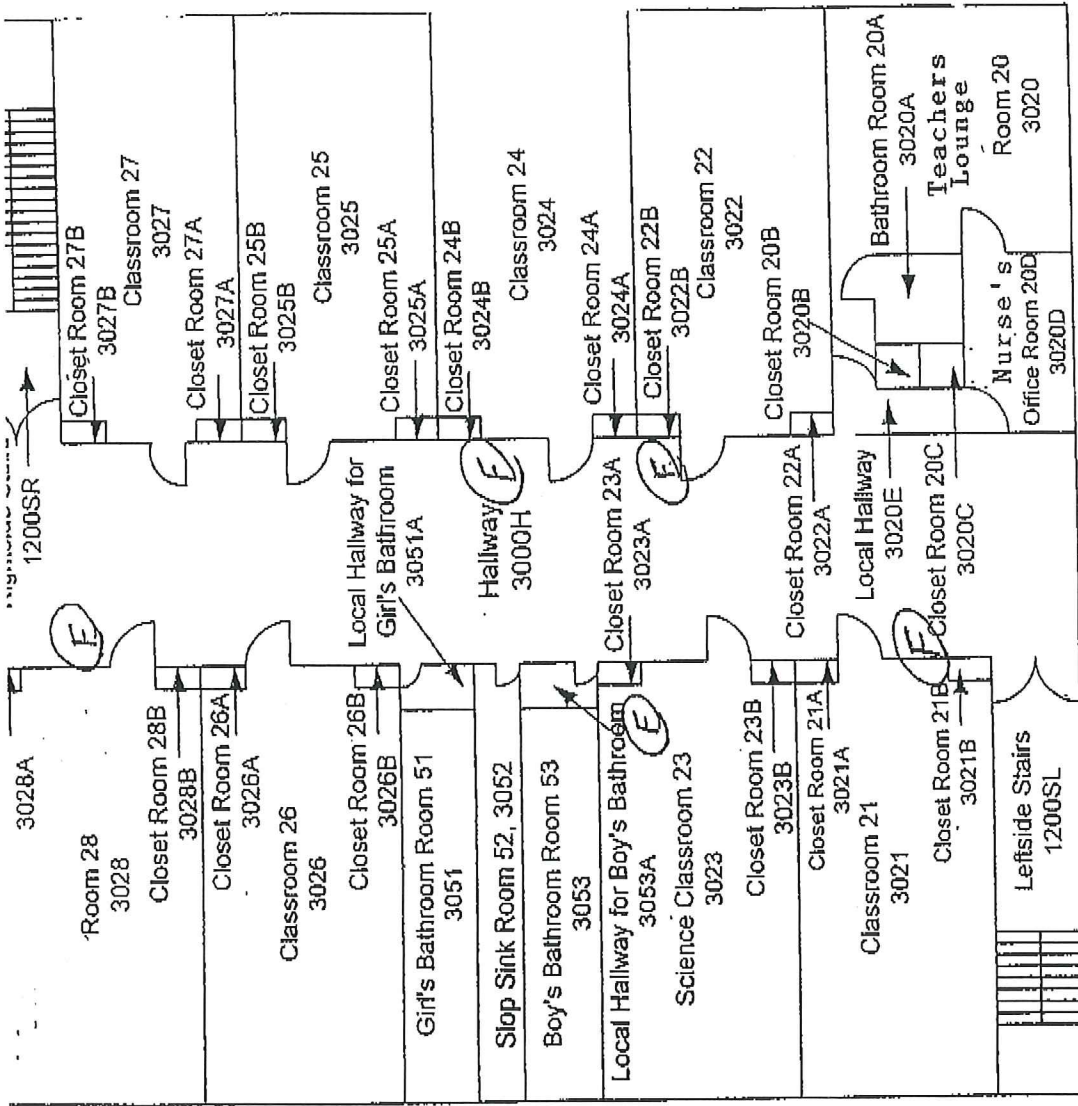 1200SR
F
3028A
Room 28
3028
Closet Room 28B
3028B
Closet Room 26A
3026A
Classroom 26
3026
Closet Room 26B
3026B
Girl's Bathroom Room 51
3051
Slop Sink Room 52, 3052
Boy's Bathroom Room 53
3053
Local Hallway for Boy's Bathroom
3053A
F
Science Classroom 23
3023
Closet Room 23B
3023B
Closet Room 21A
3021A
Classroom 21
3021
Closet Room 21B
3021B
F
Leftside Stairs
1200SL
Local Hallway for
Girl's Bathroom
3051A
Hallway
3000H
F
Closet Room 23A
3023A
F
Closet Room 22A
3022A
Local Hallway
3020E
Closet Room 20C
3020C
Closet Room 27B
3027B
Classroom 27
3027
Closet Room 27A
3027A
Closet Room 25B
3025B
Classroom 25
3025
Closet Room 25A
3025A
Closet Room 24B
3024B
Classroom 24
3024
Closet Room 24A
3024A
Closet Room 22B
3022B
Classroom 22
3022
Closet Room 20B
3020B
Bathroom Room 20A
3020A
Teachers
Lounge
Room 20
3020
Nurse's
Office Room 20D
3020D